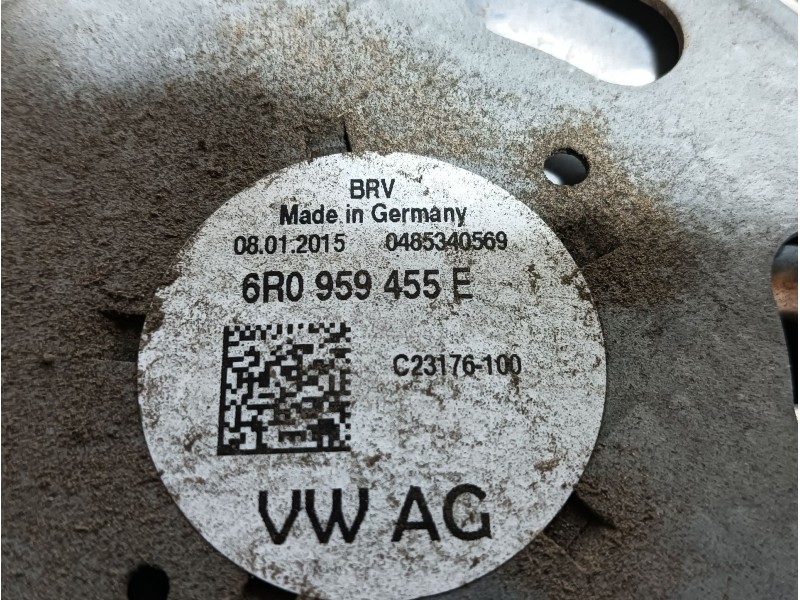 BRV
Made in Germany
08.01.2015 0485340569
6R0 959 455 E
C23176-100
VW AG